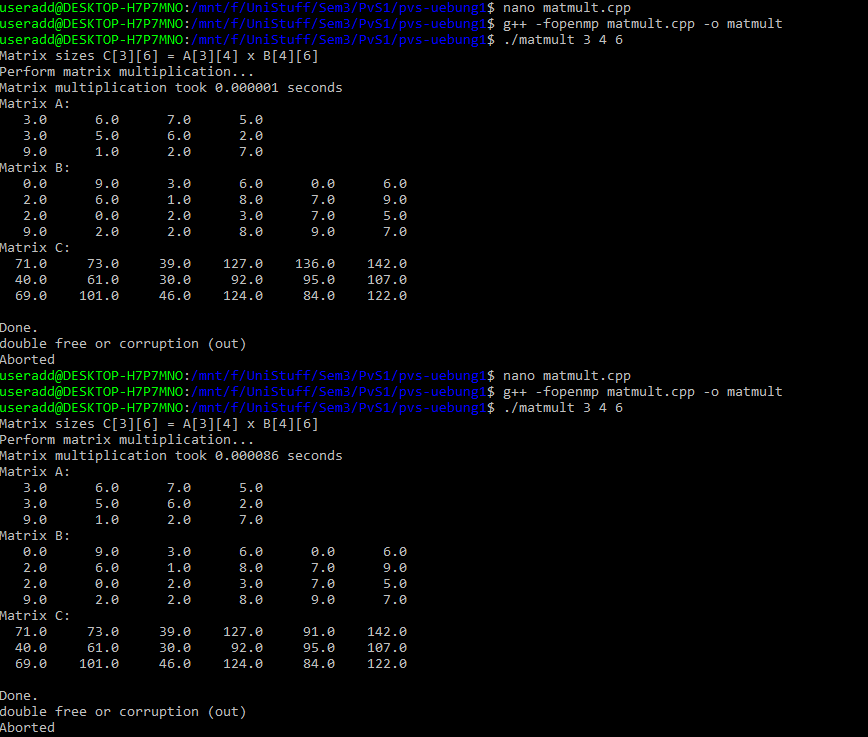 useradd@DESKTOP-H7P7MNO:/mnt/f/UniStuff/Sem3/PvS1/pvs-uebung1$ nano matmult.cpp
useradd@DESKTOP-H7P7MNO:/mnt/f/UniStuff/Sem3/PvS1/pvs-uebung1$ g++ -fopenmp matmult.cpp -o matmult
useradd@DESKTOP-H7P7MNO:/mnt/f/UniStuff/Sem3/PvS1/pvs-uebung1$ ./matmult 3 4 6
Matrix sizes C[3][6] = A[3][4] x B[4][6]
Perform matrix multiplication...
Matrix multiplication took 0.000001 seconds
Matrix A:
3.0 6.0 7.0 5.0
3.0 5.0 6.0 2.0
9.0 1.0 2.0 7.0
Matrix B:
0.0 9.0 3.0 6.0 0.0 6.0
2.0 6.0 1.0 8.0 7.0 9.0
2.0 0.0 2.0 3.0 7.0 5.0
9.0 2.0 2.0 8.0 9.0 7.0
Matrix C:
71.0 73.0 39.0 127.0 136.0 142.0
40.0 61.0 30.0 92.0 95.0 107.0
69.0 101.0 46.0 124.0 84.0 122.0
Done.
double free or corruption (out)
Aborted
useradd@DESKTOP-H7P7MNO:/mnt/f/UniStuff/Sem3/PvS1/pvs-uebung1$ nano matmult.cpp
useradd@DESKTOP-H7P7MNO:/mnt/f/UniStuff/Sem3/PvS1/pvs-uebung1$ g++ -fopenmp matmult.cpp -o matmult
useradd@DESKTOP-H7P7MNO:/mnt/f/UniStuff/Sem3/PvS1/pvs-uebung1$ ./matmult 3 4 6
Matrix sizes C[3][6] = A[3][4] x B[4][6]
Perform matrix multiplication...
Matrix multiplication took 0.000086 seconds
Matrix A:
3.0 6.0 7.0 5.0
3.0 5.0 6.0 2.0
9.0 1.0 2.0 7.0
Matrix B:
0.0 9.0 3.0 6.0 0.0 6.0
2.0 6.0 1.0 8.0 7.0 9.0
2.0 0.0 2.0 3.0 7.0 5.0
9.0 2.0 2.0 8.0 9.0 7.0
Matrix C:
71.0 73.0 39.0 127.0 91.0 142.0
40.0 61.0 30.0 92.0 95.0 107.0
69.0 101.0 46.0 124.0 84.0 122.0
Done.
double free or corruption (out)
Aborted